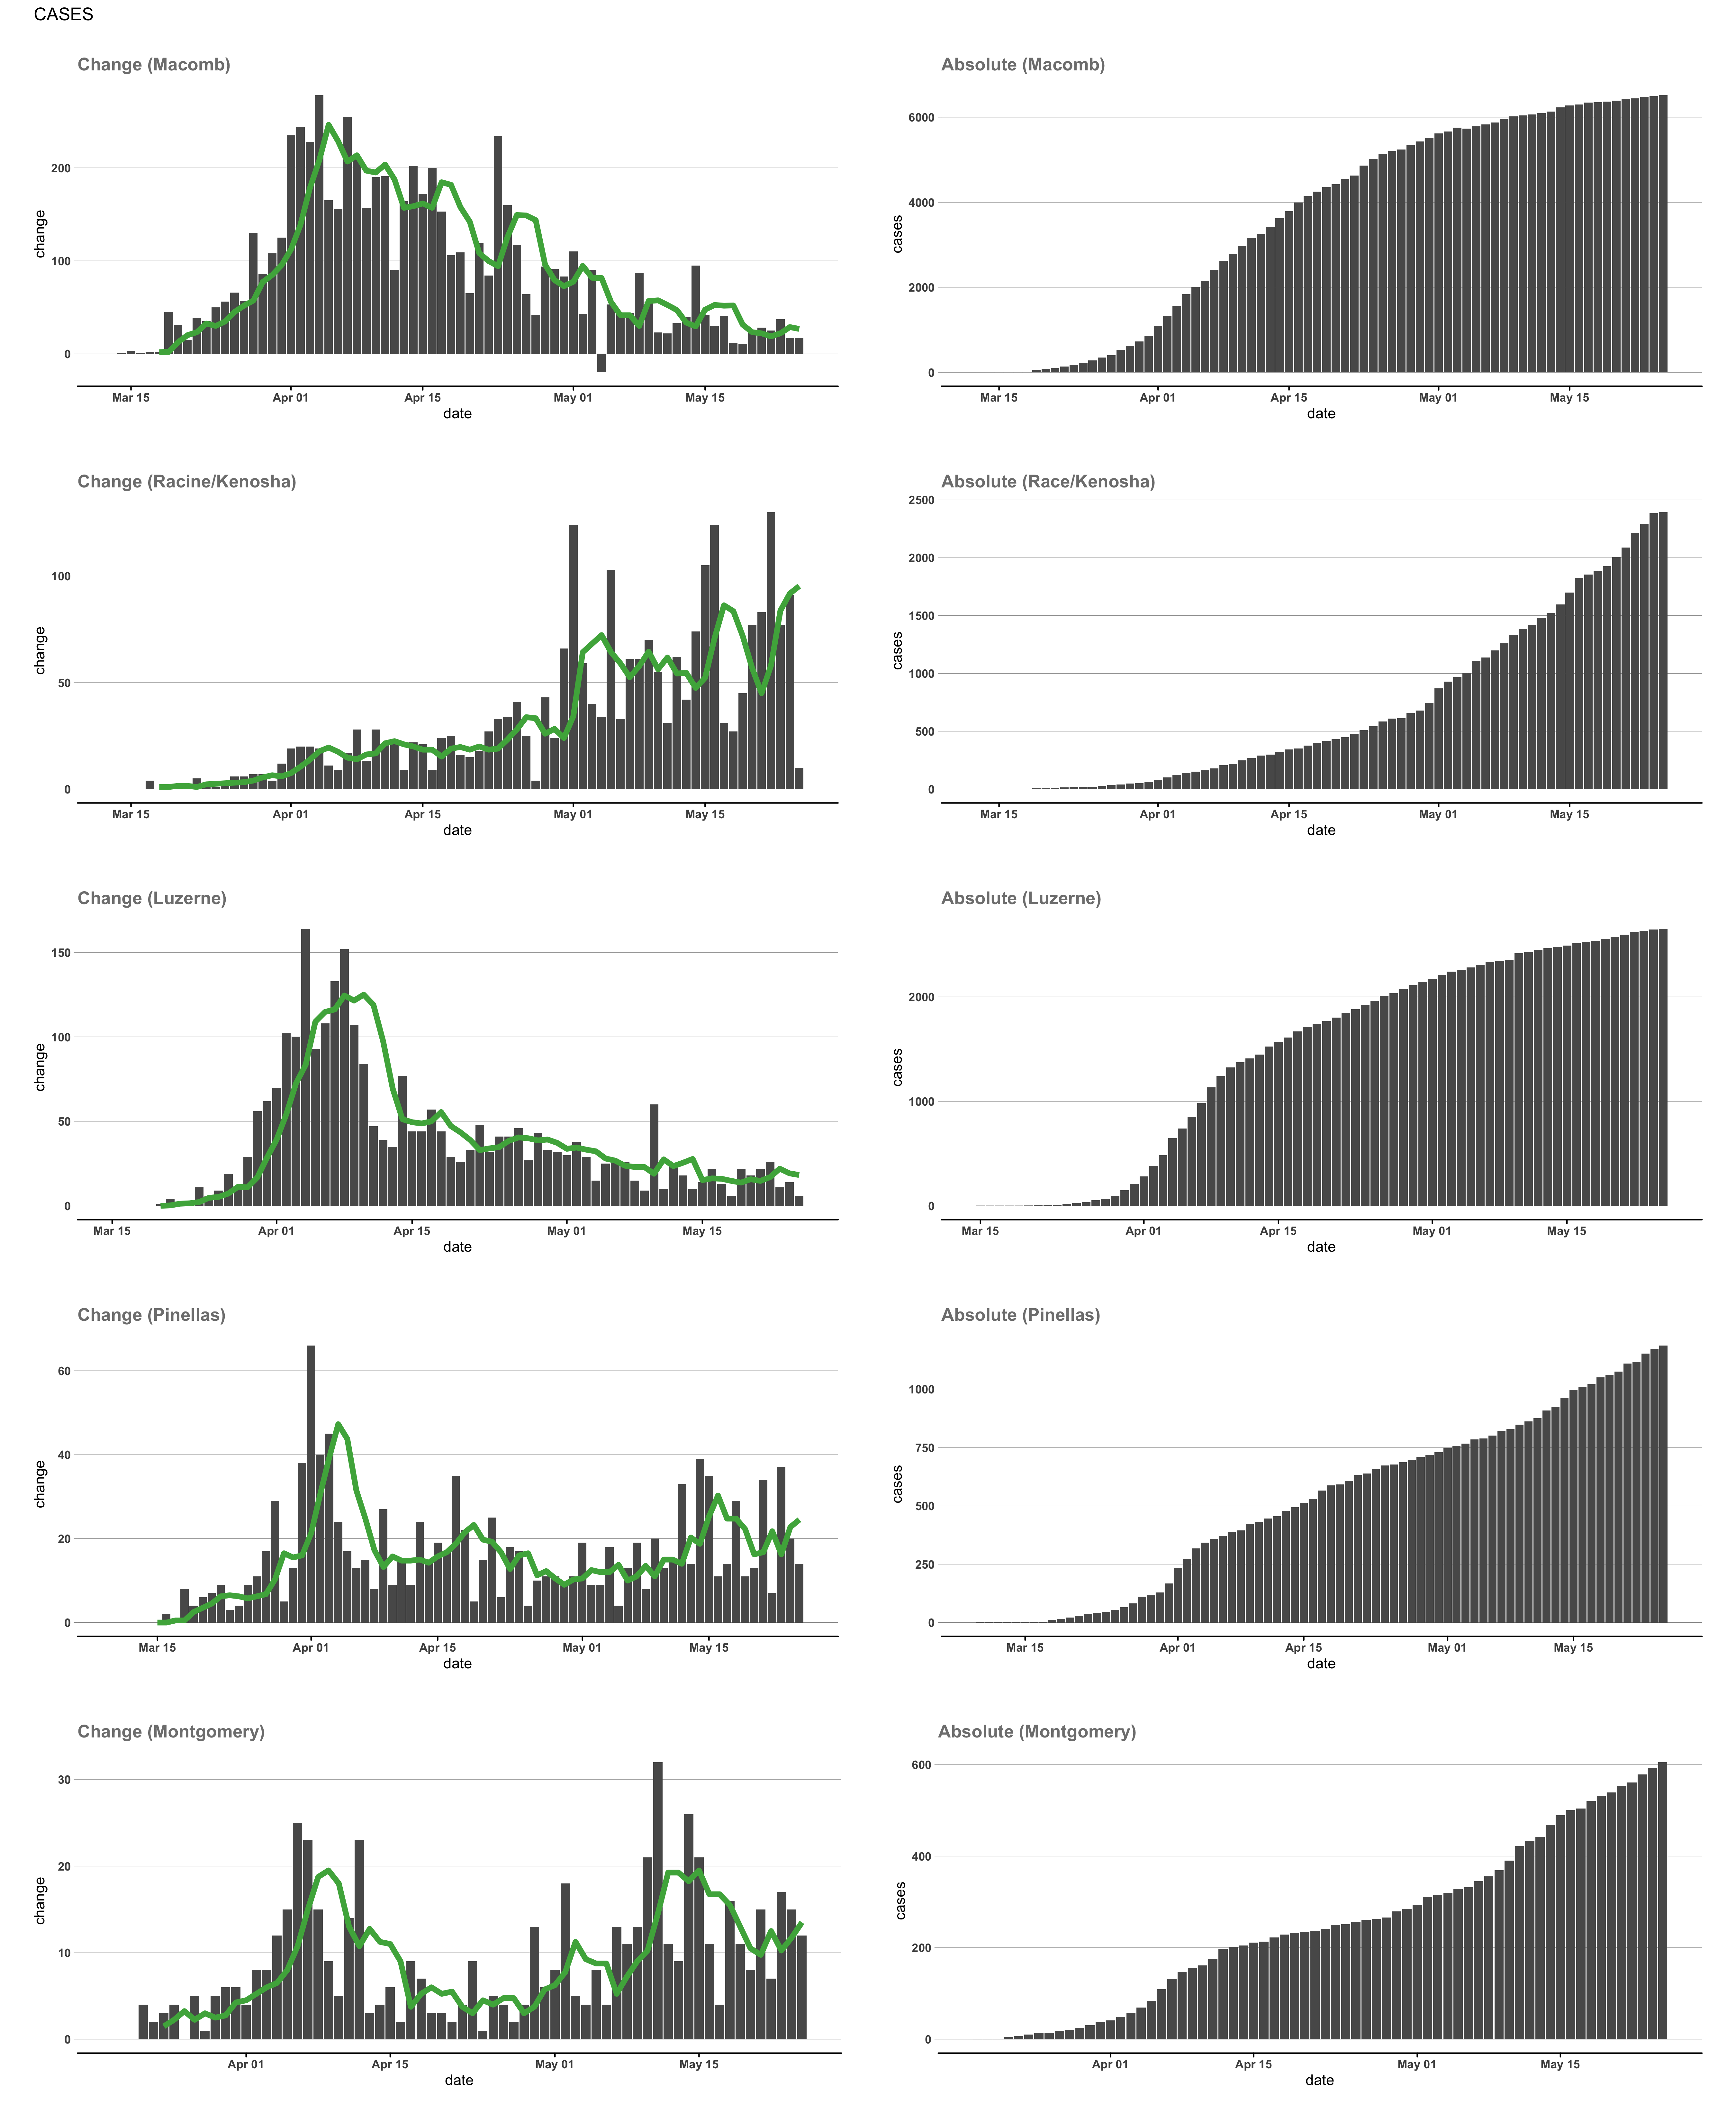 CASES
Change (Macomb)
200
100
0
change
Mar 15 Apr 01 Apr 15 May 01 May 15
date
Absolute (Macomb)
6000
4000
2000
0
cases
Mar 15 Apr 01 Apr 15 May 01 May 15
date
Change (Racine/Kenosha)
100
50
0
change
Mar 15 Apr 01 Apr 15 May 01 May 15
date
Absolute (Race/Kenosha)
2500
2000
1500
1000
500
0
cases
Mar 15 Apr 01 Apr 15 May 01 May 15
date
Change (Luzerne)
150
100
50
0
change
Mar 15 Apr 01 Apr 15 May 01 May 15
date
Absolute (Luzerne)
2000
1000
0
cases
Mar 15 Apr 01 Apr 15 May 01 May 15
date
Change (Pinellas)
60
40
20
0
change
Mar 15 Apr 01 Apr 15 May 01 May 15
date
Absolute (Pinellas)
1000
750
500
250
0
cases
Mar 15 Apr 01 Apr 15 May 01 May 15
date
Change (Montgomery)
30
20
10
0
change
Apr 01 Apr 15 May 01 May 15
date
Absolute (Montgomery)
600
400
200
0
cases
Apr 01 Apr 15 May 01 May 15
date